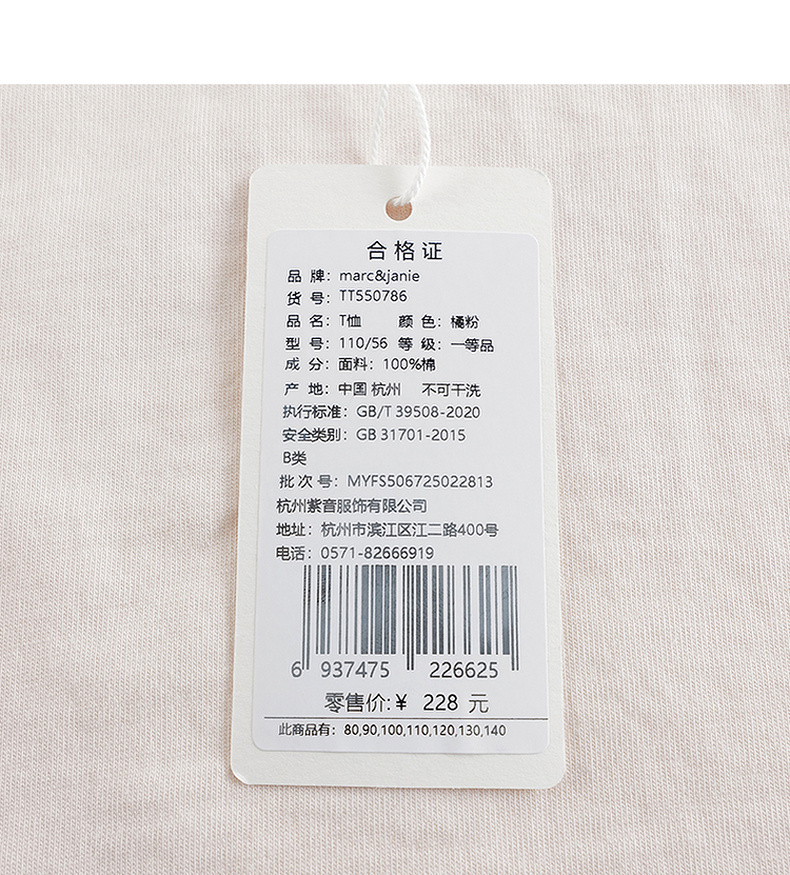 合格证
品 牌：marc&janie
货 号：TT550786
品 名：T恤 颜 色：橘粉
型 号：110/56 等 级：一等品
成 分：面料：100%棉
产 地：中国 杭州 不可干洗
执行标准：GB/T 39508-2020
安全类别：GB 31701-2015
B类
批 次 号：MYFS506725022813
杭州紫音服饰有限公司
地址：杭州市滨江区江二路400号
电话：0571-82666919
6 937475 226625
零售价:￥ 228 元
此商品有：80,90,100,110,120,130,140